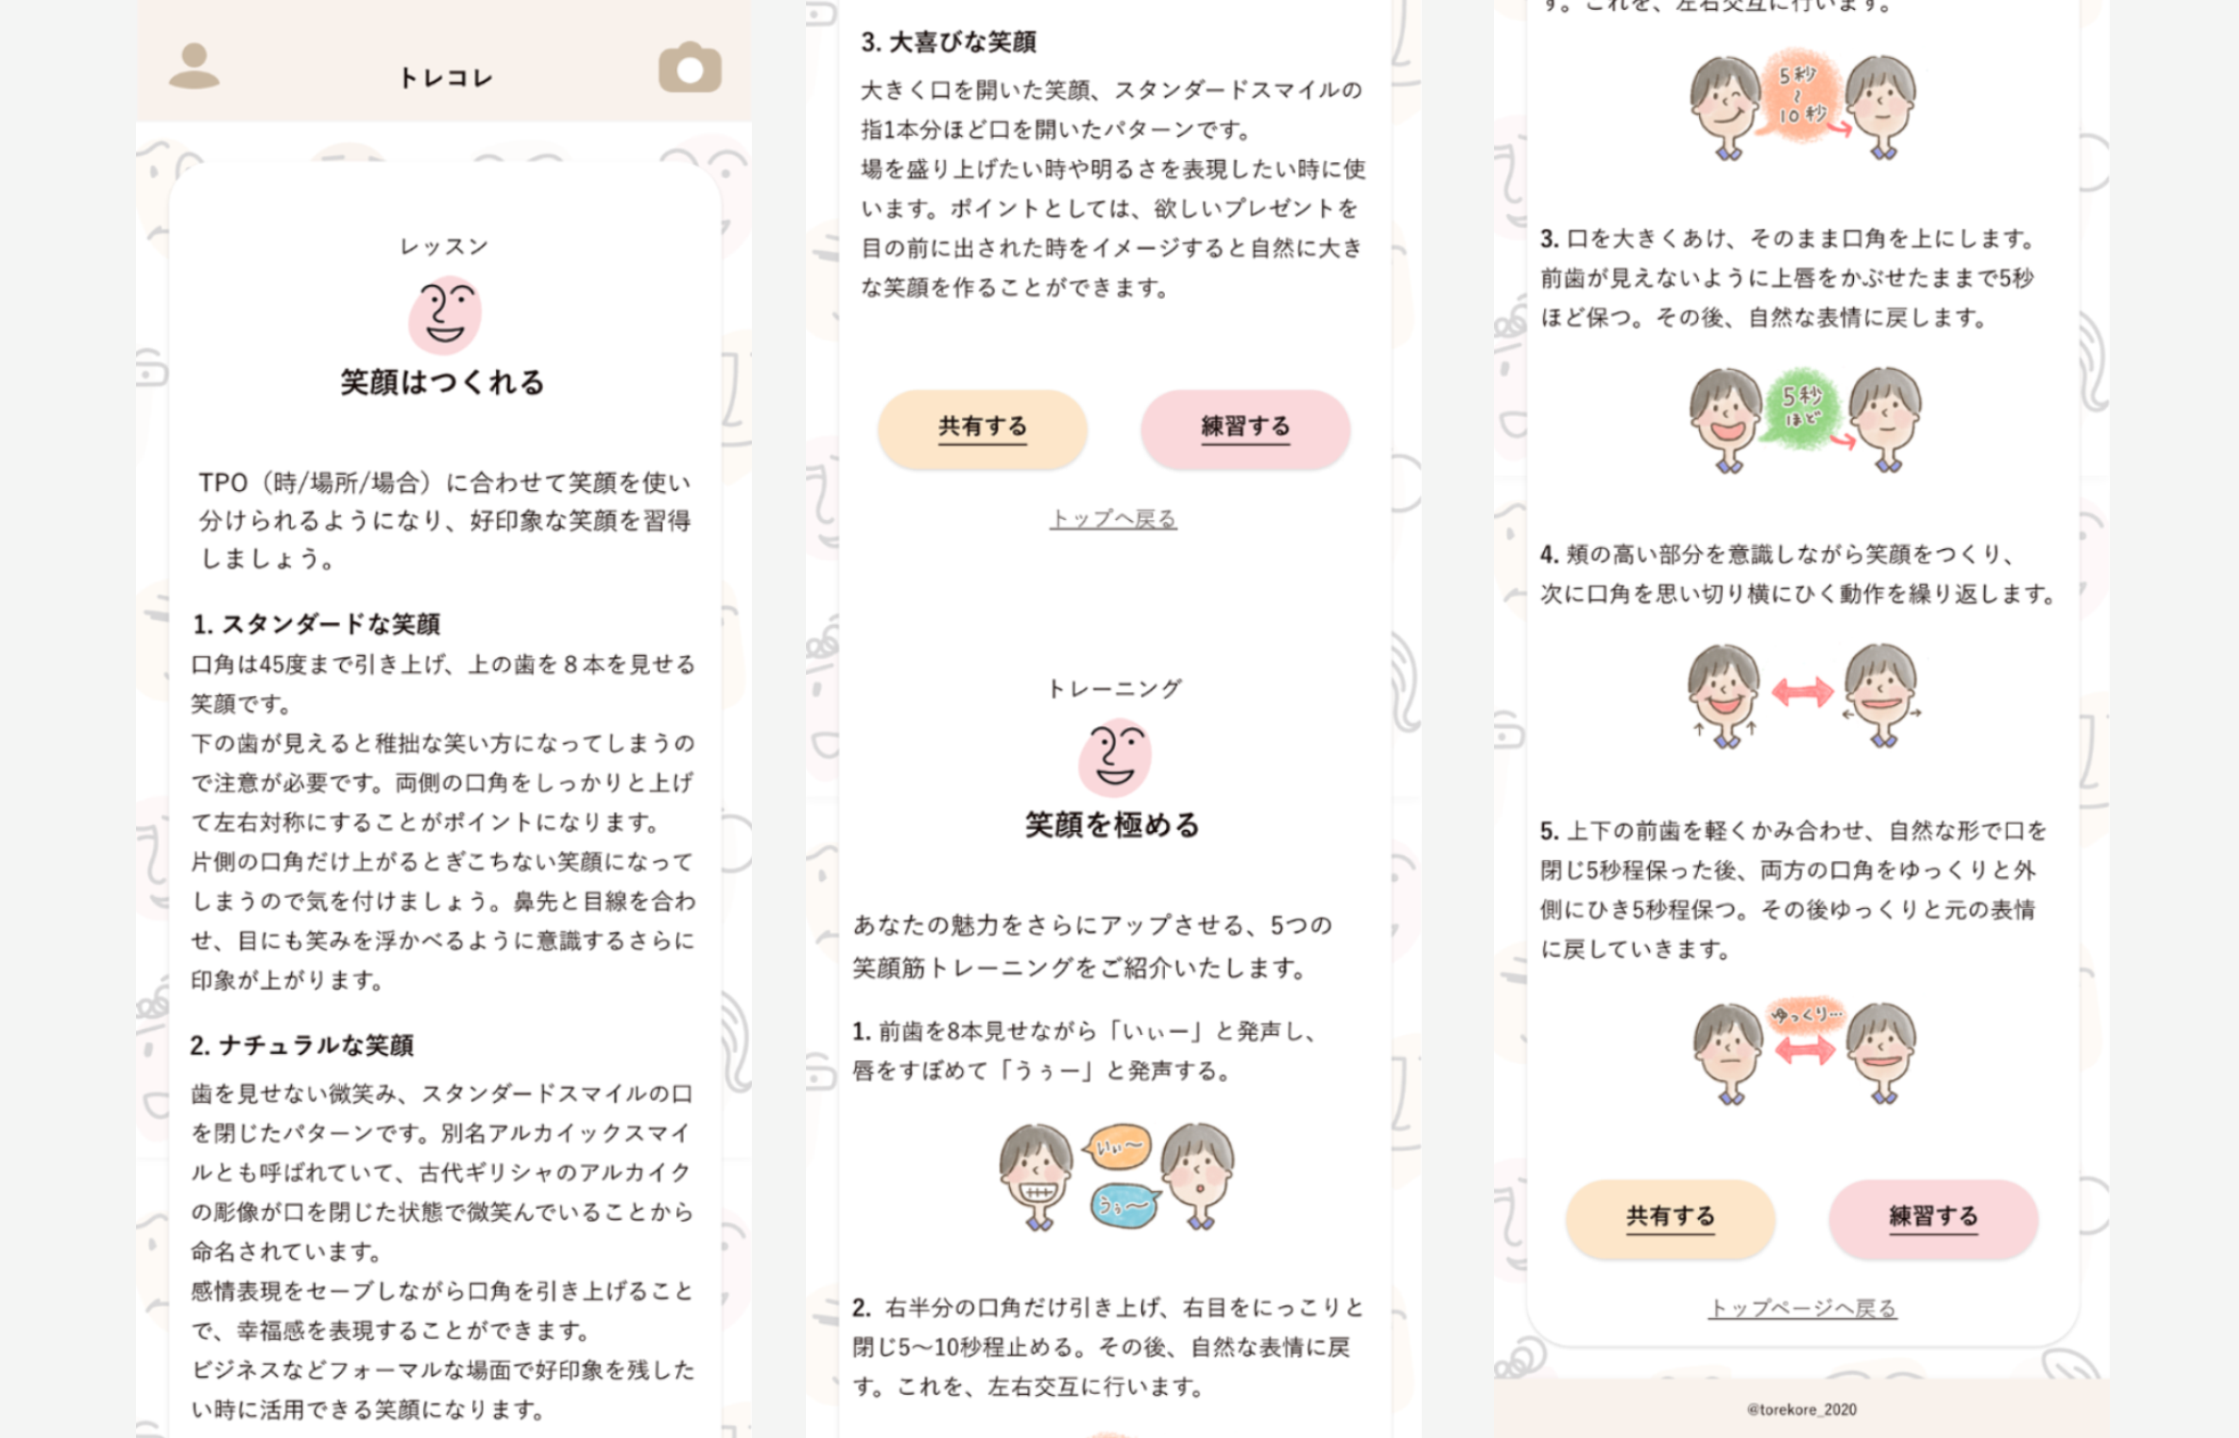 トレコレ
レッスン
笑顔はつくれる
TPO（時/場所/場合）に合わせて笑顔を使い
分けられるようになり、好印象な笑顔を習得
しましょう。
1. スタンダードな笑顔
口角は45度まで引き上げ、上の歯を８本を見せる
笑顔です。
下の歯が見えると稚拙な笑い方になってしまうの
で注意が必要です。両側の口角をしっかりと上げ
て左右対称にすることがポイントになります。
片側の口角だけ上がるとぎこちない笑顔になって
しまうので気を付けましょう。鼻先と目線を合わ
せ、目にも笑みを浮かべるように意識するさらに
印象が上がります。
2. ナチュラルな笑顔
歯を見せない微笑み、スタンダードスマイルの口
を閉じたパターンです。別名アルカイックスマイ
ルとも呼ばれていて、古代ギリシャのアルカイク
の彫像が口を閉じた状態で微笑んでいることから
命名されています。
感情表現をセーブしながら口角を引き上げること
で、幸福感を表現することができます。
ビジネスなどフォーマルな場面で好印象を残した
い時に活用できる笑顔になります。
3. 大喜びな笑顔
大きく口を開いた笑顔、スタンダードスマイルの
指1本分ほど口を開いたパターンです。
場を盛り上げたい時や明るさを表現したい時に使
います。ポイントとしては、欲しいプレゼントを
目の前に出された時をイメージすると自然に大き
な笑顔を作ることができます。
共有する
練習する
トップへ戻る
トレーニング
笑顔を極める
あなたの魅力をさらにアップさせる、5つの
笑顔筋トレーニングをご紹介いたします。
1. 前歯を8本見せながら「いぃー」と発声し、
唇をすぼめて「うぅー」と発声する。
いぃ〜
うぅ〜
2. 右半分の口角だけ引き上げ、右目をにっこりと
閉じ5〜10秒程止める。その後、自然な表情に戻
す。これを、左右交互に行います。
す。これを、左右交互に行います。
5秒
〜
10秒
3. 口を大きくあけ、そのまま口角を上にします。
前歯が見えないように上唇をかぶせたままで5秒
ほど保つ。その後、自然な表情に戻します。
5秒
ほど
4. 頬の高い部分を意識しながら笑顔をつくり、
次に口角を思い切り横にひく動作を繰り返します。
5. 上下の前歯を軽くかみ合わせ、自然な形で口を
閉じ5秒程保った後、両方の口角をゆっくりと外
側にひき5秒程保つ。その後ゆっくりと元の表情
に戻していきます。
ゆっくり…
共有する
練習する
トップページへ戻る
@torekore_2020